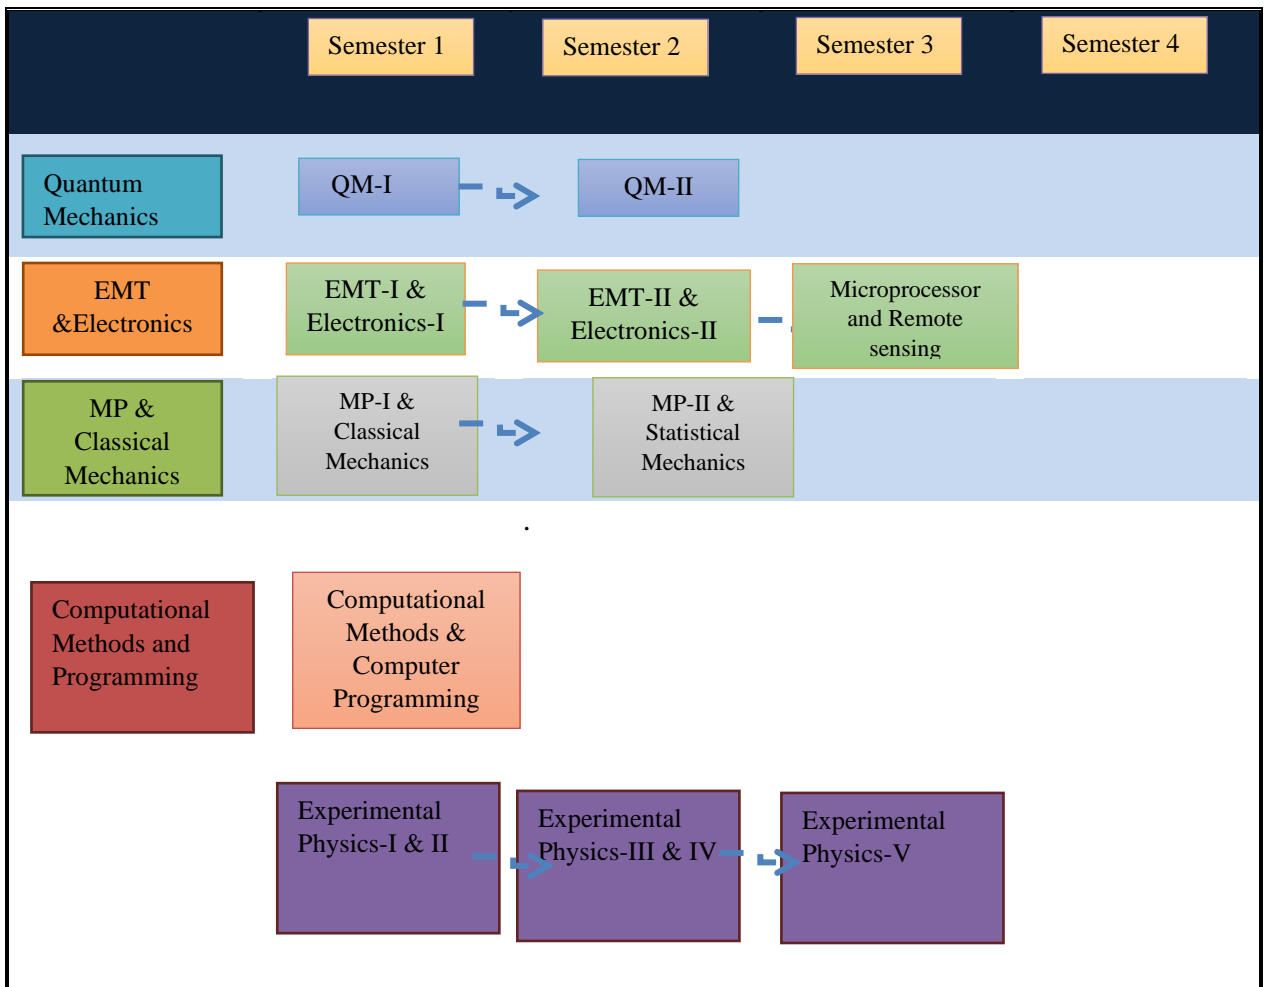 Semester 1
Semester 2
Semester 3
Semester 4
Quantum
Mechanics
QM-I
QM-II
EMT
&Electronics
EMT-I &
Electronics-I
EMT-II &
Electronics-II
Microprocessor
and Remote
sensing
MP &
Classical
Mechanics
MP-I &
Classical
Mechanics
MP-II &
Statistical
Mechanics
.
Computational
Methods and
Programming
Computational
Methods &
Computer
Programming
Experimental
Physics-I & II
Experimental
Physics-III & IV
Experimental
Physics-V